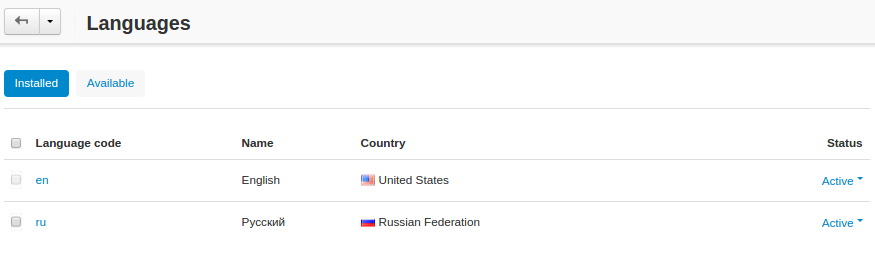 Languages
Installed Available
Language code Name Country Status
en English United States Active
ru Русский Russian Federation Active